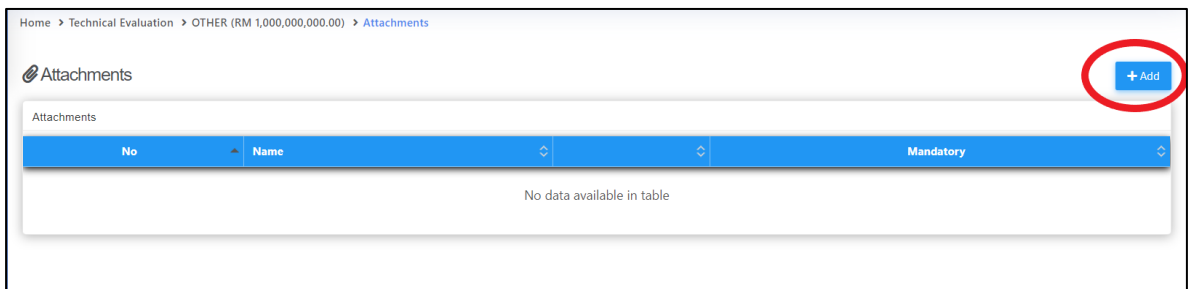 Home > Technical Evaluation > OTHER (RM 1,000,000,000.00) > Attachments
Attachments
+ Add
Attachments
No Name Mandatory
No data available in table